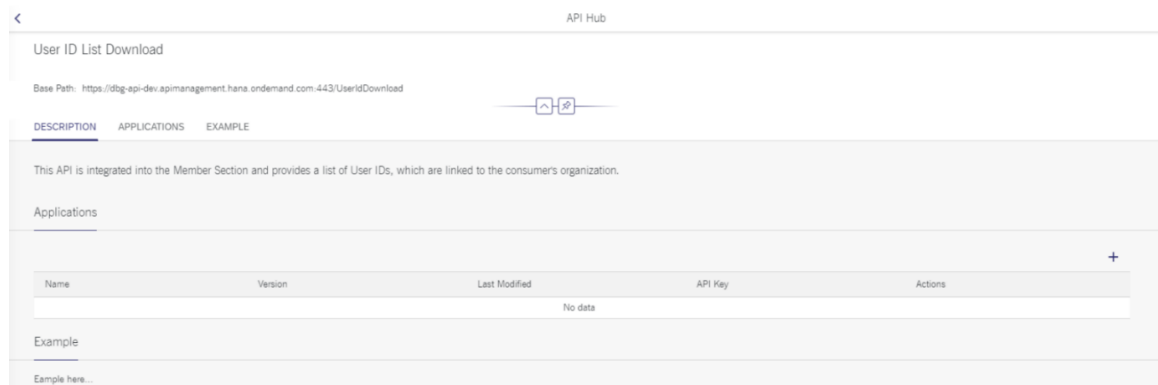 API Hub
User ID List Download
Base Path: https://dbg-api-dev.apimanagement.hana.ondemand.com:443/UserIdDownload
DESCRIPTION APPLICATIONS EXAMPLE
This API is integrated into the Member Section and provides a list of User IDs, which are linked to the consumer's organization.
Applications
+
Name Version Last Modified API Key Actions
No data
Example
Eample here...